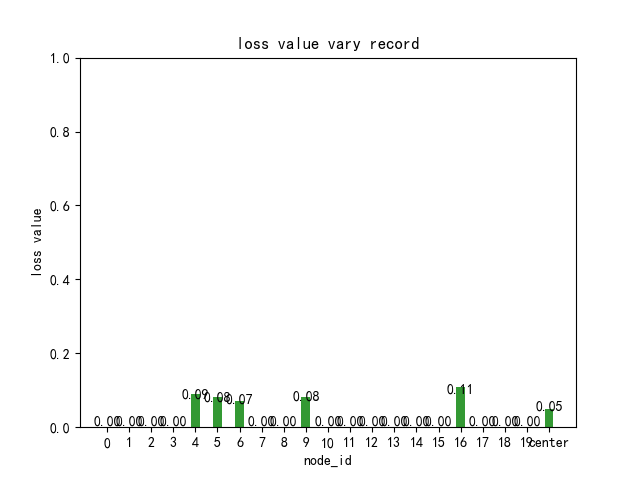 loss value vary record
1.0
0.8
0.6
0.4
0.2
0.0
loss value
0.00 0.00 0.00 0.00 0.09 0.08 0.07 0.00 0.00 0.08 0.00 0.00 0.00 0.00 0.00 0.00 0.11 0.00 0.00 0.00 0.05
0 1 2 3 4 5 6 7 8 9 10 11 12 13 14 15 16 17 18 19 center
node_id